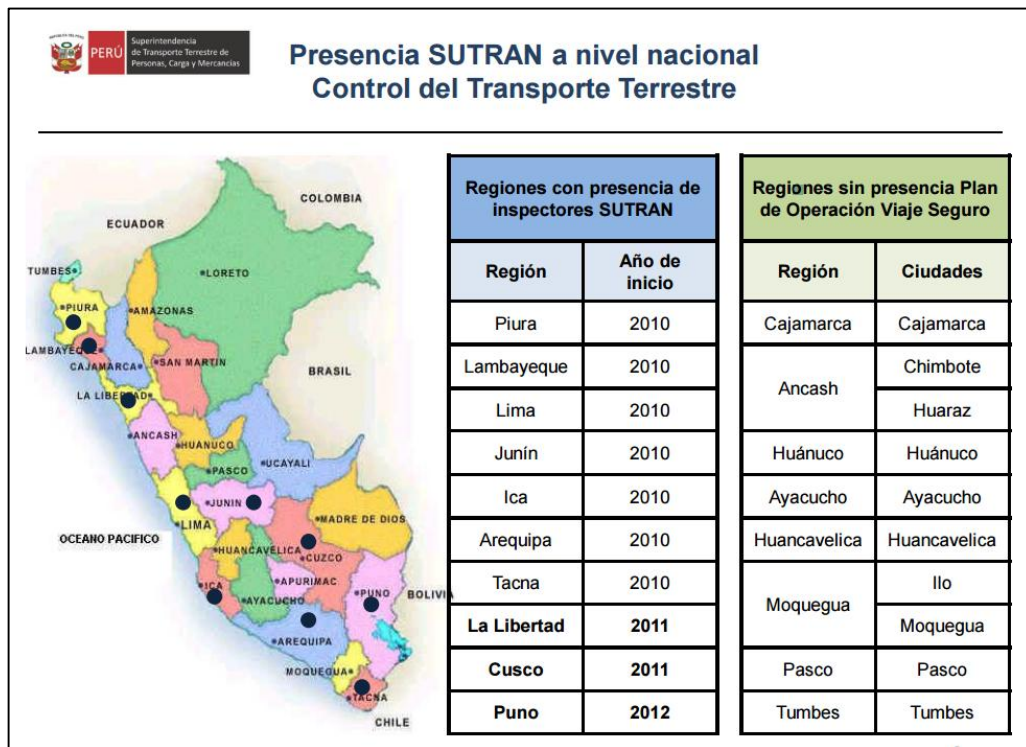 PERÚ
Superintendencia
de Transporte Terrestre de
Personas, Carga y Mercancías
Presencia SUTRAN a nivel nacional
Control del Transporte Terrestre
COLOMBIA
ECUADOR
TUMBES
LORETO
PIURA
AMAZONAS
LAMBAYEQUE
CAJAMARCA
SAN MARTIN
BRASIL
LA LIBERTAD
ANCASH
HUANUCO
PASCO
UCAYALI
JUNIN
LIMA
MADRE DE DIOS
OCEANO PACIFICO
HUANCAVELICA
CUZCO
ICA
APURIMAC
AYACUCHO
PUNO
BOLIVIA
AREQUIPA
MOQUEGUA
TACNA
CHILE
Regiones con presencia de
inspectores SUTRAN
Región Año de
inicio
Piura 2010
Lambayeque 2010
Lima 2010
Junín 2010
Ica 2010
Arequipa 2010
Tacna 2010
La Libertad 2011
Cusco 2011
Puno 2012
Regiones sin presencia Plan
de Operación Viaje Seguro
Región Ciudades
Cajamarca Cajamarca
Ancash Chimbote
Huaraz
Huánuco Huánuco
Ayacucho Ayacucho
Huancavelica Huancavelica
Moquegua Ilo
Moquegua
Pasco Pasco
Tumbes Tumbes